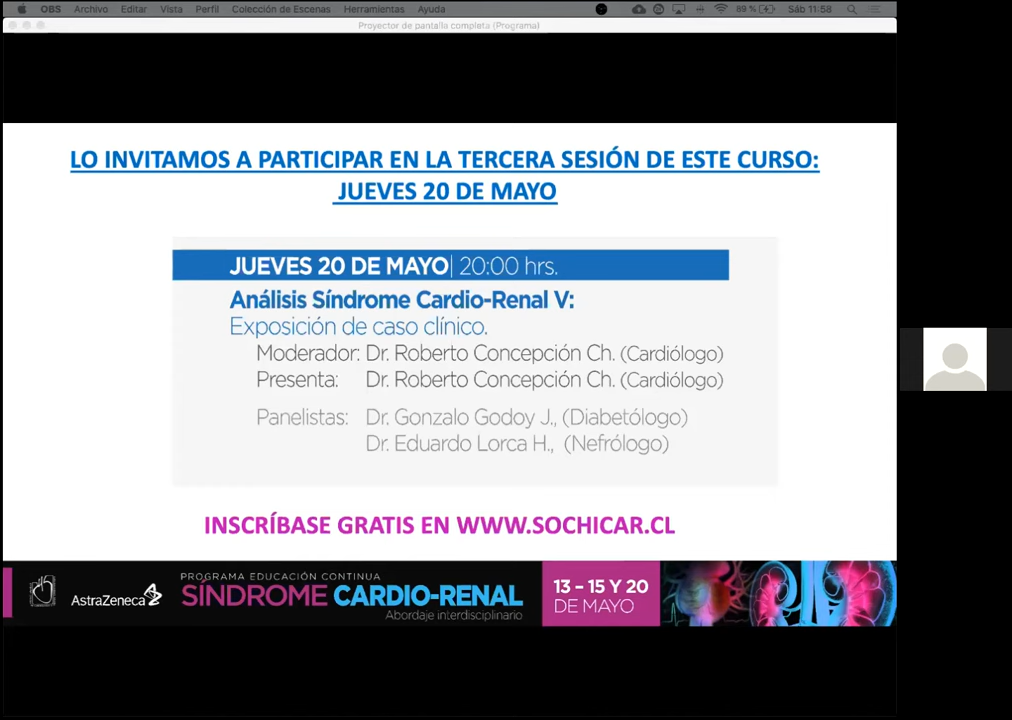 OBS Archivo Editar Vista Perfil Colección de Escenas Herramientas Ayuda 89 % Sáb 11:58
Proyector de pantalla completa (Programa)
LO INVITAMOS A PARTICIPAR EN LA TERCERA SESIÓN DE ESTE CURSO:
JUEVES 20 DE MAYO
JUEVES 20 DE MAYO| 20:00 hrs.
Análisis Síndrome Cardio-Renal V:
Exposición de caso clínico.
Moderador: Dr. Roberto Concepción Ch. (Cardiólogo)
Presenta: Dr. Roberto Concepción Ch. (Cardiólogo)
Panelistas: Dr. Gonzalo Godoy J., (Diabetólogo)
Dr. Eduardo Lorca H., (Nefrólogo)
INSCRÍBASE GRATIS EN WWW.SOCHICAR.CL
AstraZeneca
PROGRAMA EDUCACIÓN CONTINUA
SÍNDROME CARDIO-RENAL
Abordaje interdisciplinario
13 - 15 Y 20
DE MAYO